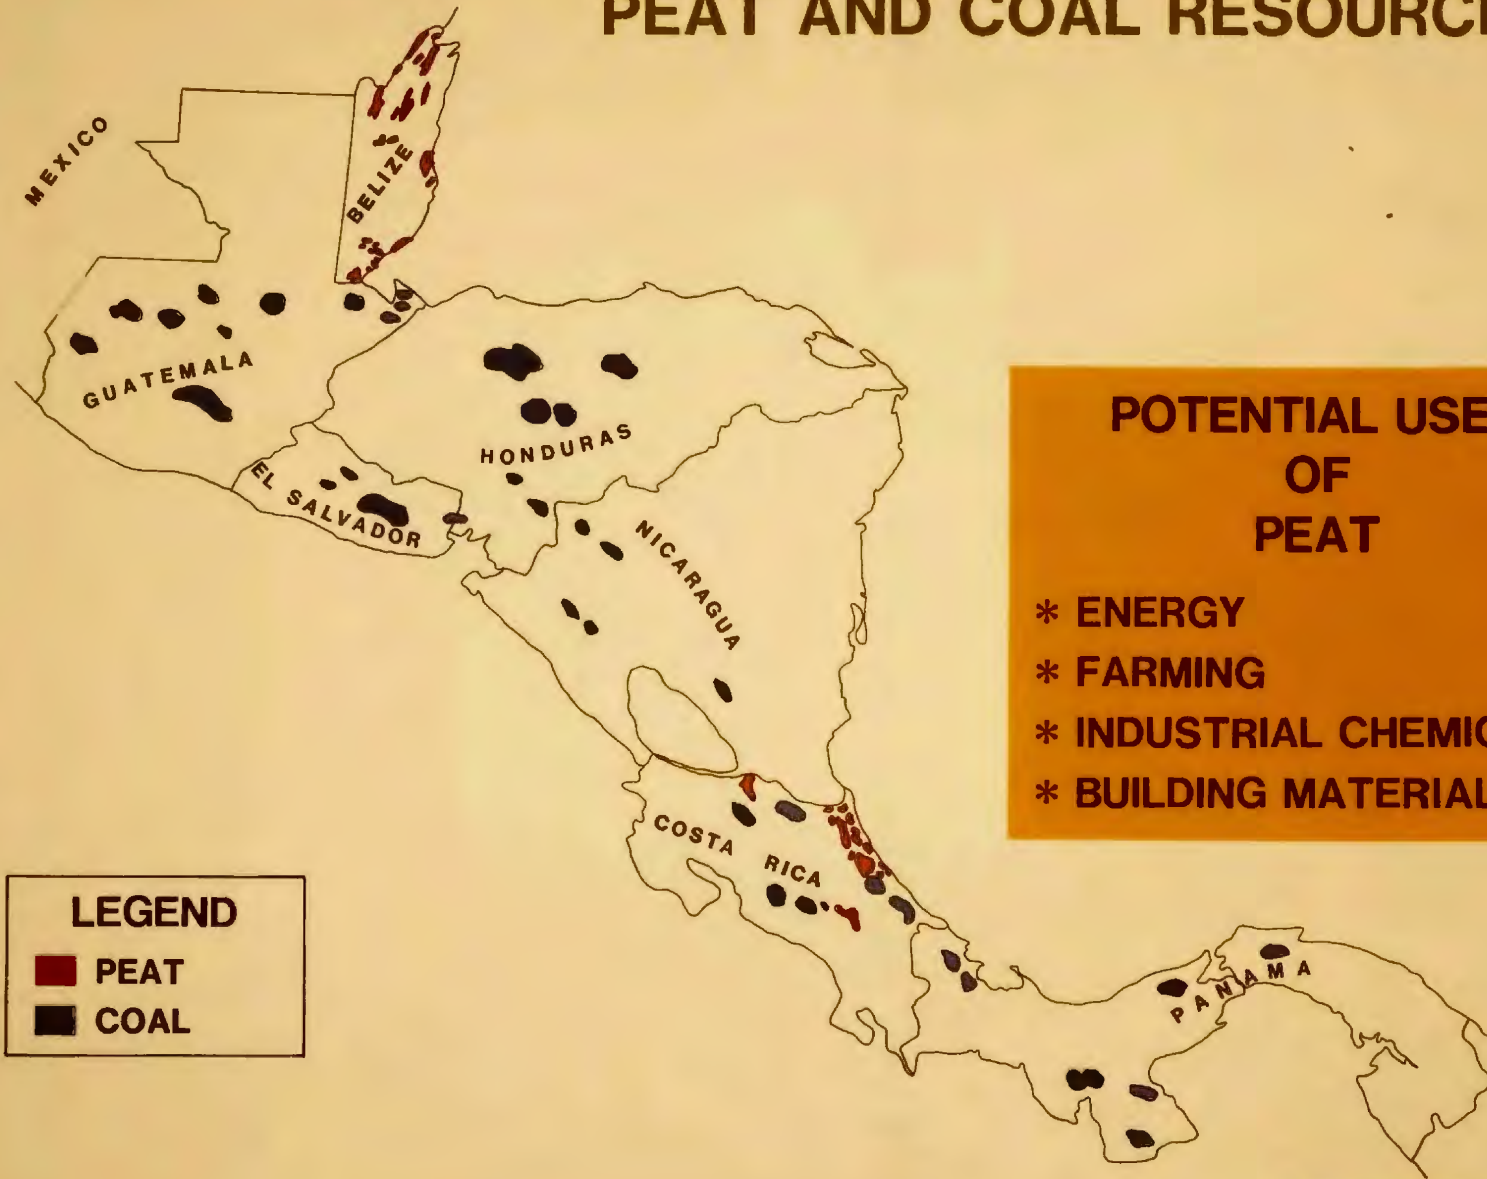 PEAT AND COAL RESOURC
MEXICO
BELIZE
GUATEMALA
HONDURAS
EL SALVADOR
NICARAGUA
COSTA RICA
PANAMA
POTENTIAL USE
OF
PEAT
* ENERGY
* FARMING
* INDUSTRIAL CHEMIC
* BUILDING MATERIAL
LEGEND
PEAT
COAL